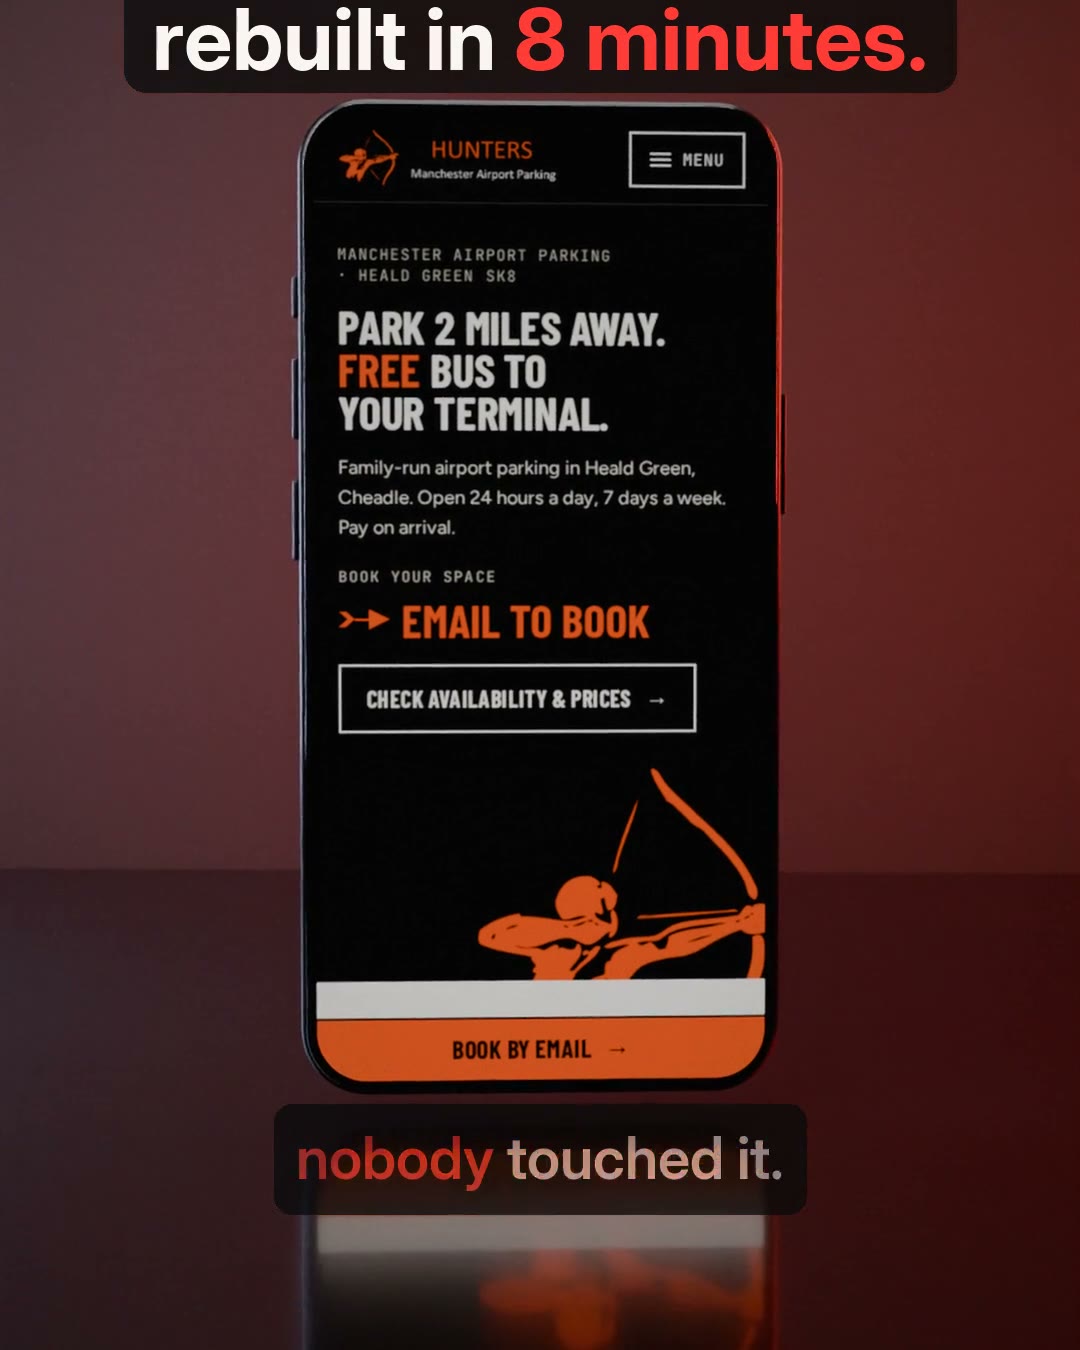 rebuilt in 8 minutes.
HUNTERS
Manchester Airport Parking
MENU
MANCHESTER AIRPORT PARKING
· HEALD GREEN SK8
PARK 2 MILES AWAY.
FREE BUS TO
YOUR TERMINAL.
Family-run airport parking in Heald Green,
Cheadle. Open 24 hours a day, 7 days a week.
Pay on arrival.
BOOK YOUR SPACE
EMAIL TO BOOK
CHECK AVAILABILITY & PRICES →
BOOK BY EMAIL →
nobody touched it.